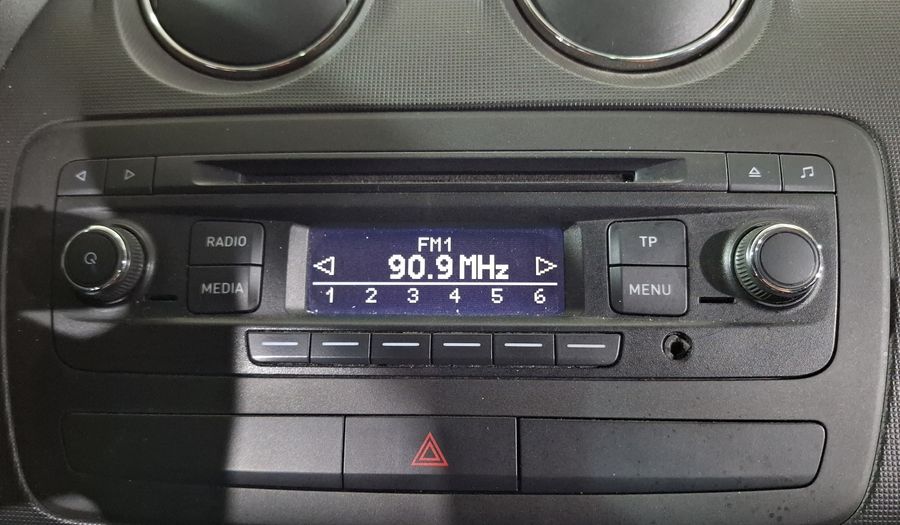 RADIO
MEDIA
FM1
90.9 MHz
1 2 3 4 5 6
TP
MENU